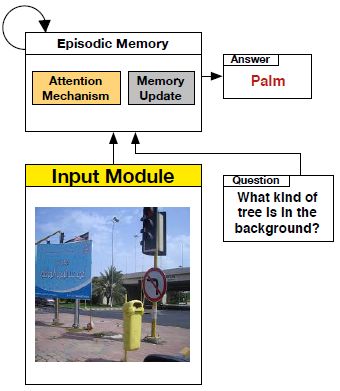 Episodic Memory
Attention
Mechanism
Memory
Update
Answer
Palm
Input Module
Question
What kind of
tree is in the
background?